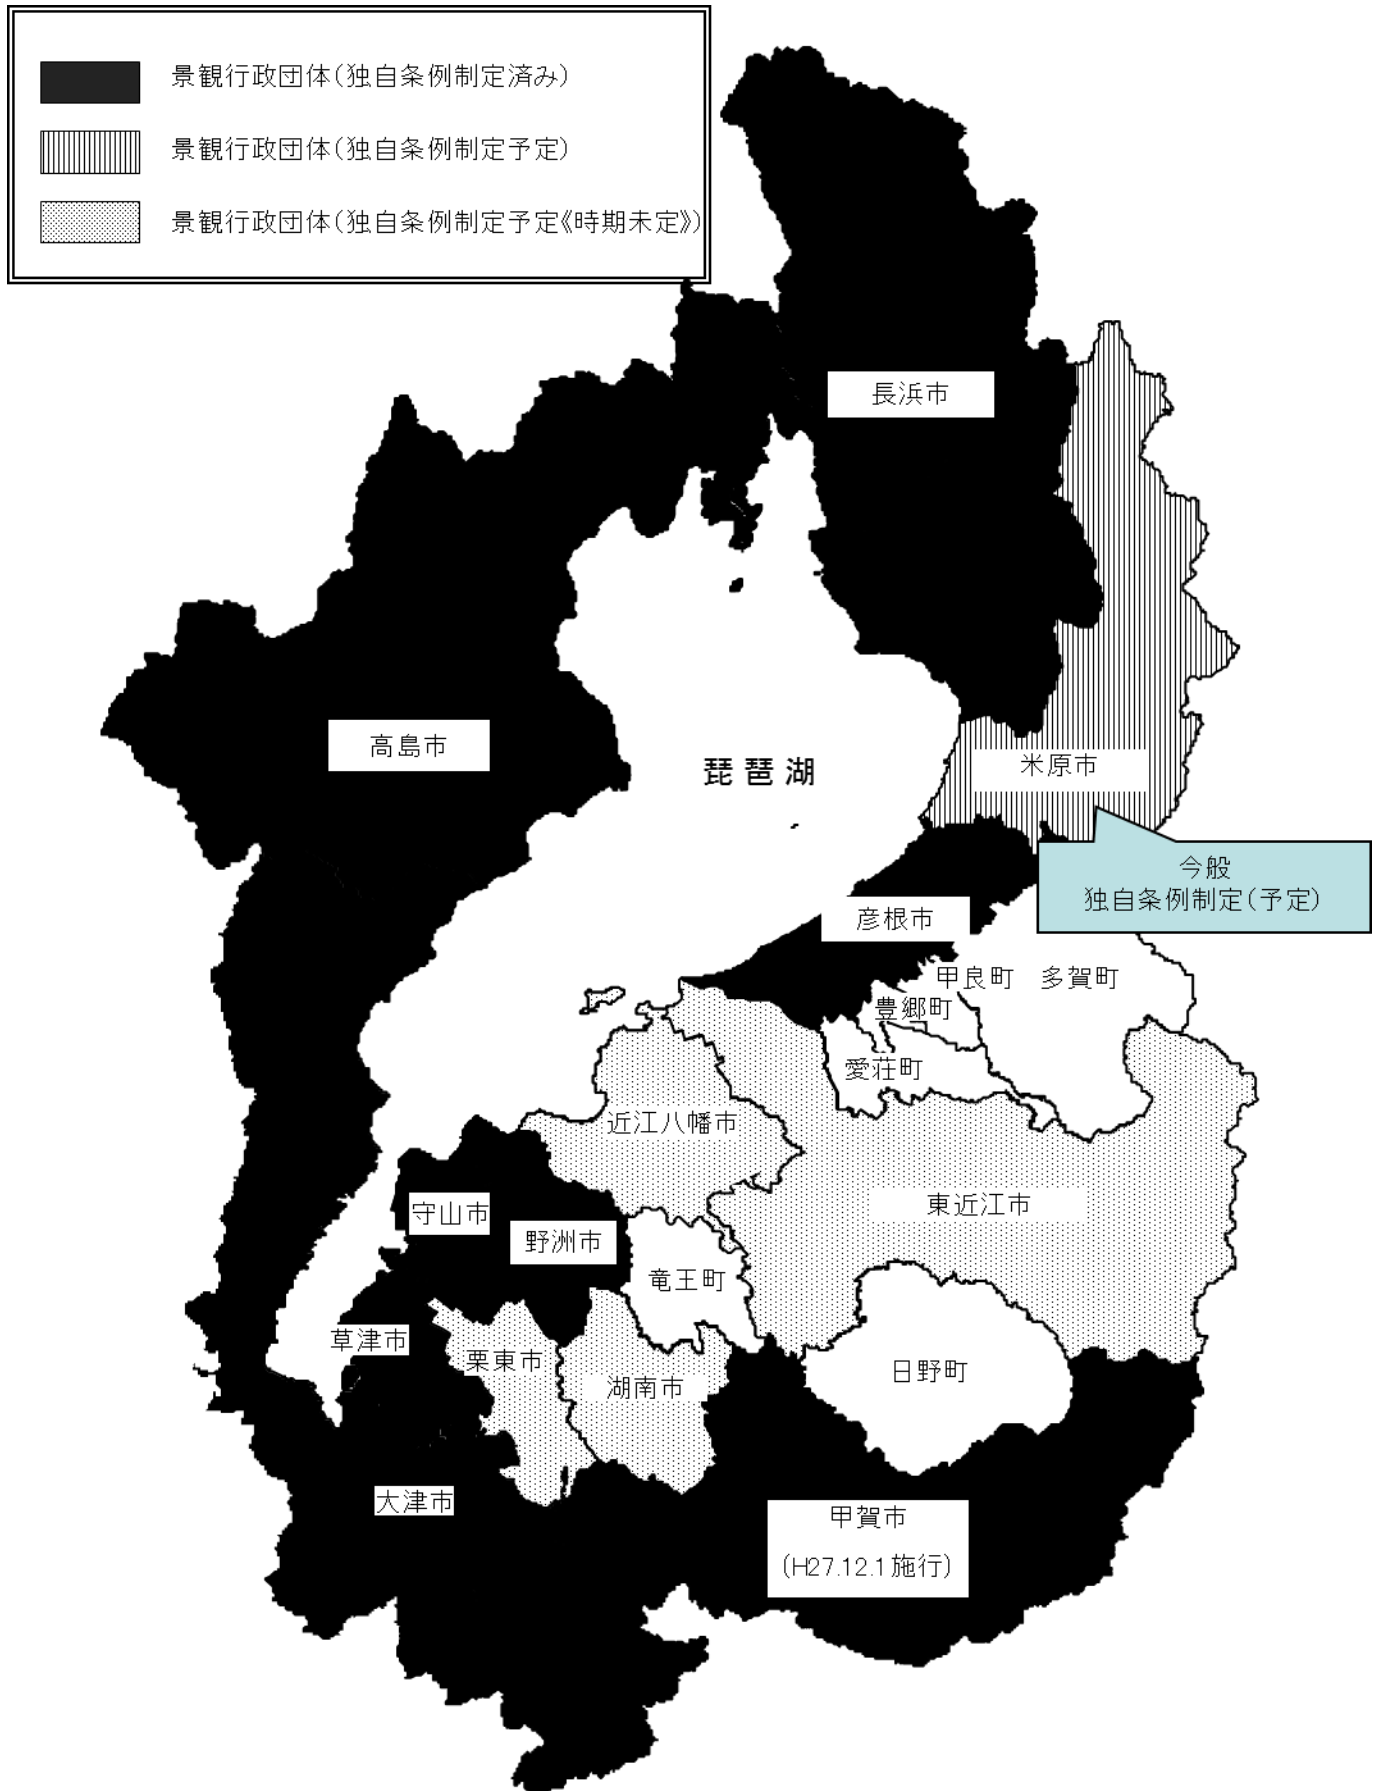 景観行政団体(独自条例制定済み)
景観行政団体(独自条例制定予定)
景観行政団体(独自条例制定予定《時期未定》)
長浜市
高島市
琵琶湖
米原市
今般
独自条例制定(予定)
彦根市
甲良町 多賀町
豊郷町
愛荘町
近江八幡市
東近江市
守山市
野洲市
竜王町
草津市
栗東市
湖南市
日野町
大津市
甲賀市
(H27.12.1施行)